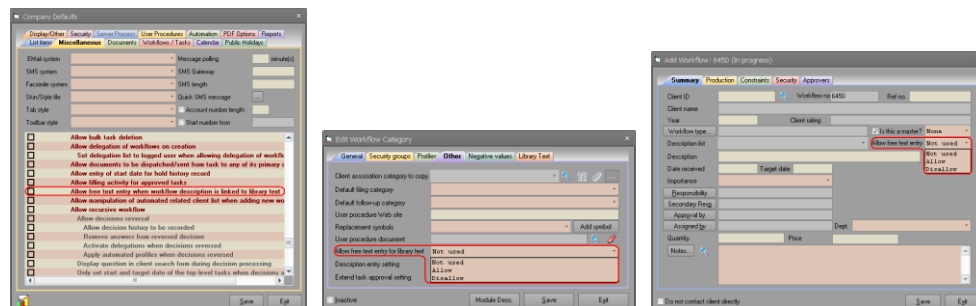 Company Defaults
Display/Other Security Server Process User Procedures Automation PDF Options Reports
List items Miscellaneous Documents Workflows / Tasks Calendar Public Holidays
EMail system Message polling minute(s)
SMS system SMS Gateway
Facsimile system SMS length
Skin/Style file Quick SMS message ...
Tab style Account number length
Toolbar style Start number from
Allow bulk task deletion
Allow delegation of workflows on creation
Set delegation list to logged user when allowing delegation of workflo
Allow documents to be dispatched/sent from task to any of its primary c
Allow entry of start date for hold history record
Allow filling activity for approved tasks
Allow free text entry when workflow description is linked to library text
Allow manipulation of automated related client list when adding new wo
Allow recursive workflow
Allow decisions reversal
Allow decision history to be recorded
Remove answers from reversed decision
Activate delegations when decisions reversed
Apply automated profiles when decisions reversed
Display question in client search form during decision processing
Only set start and target date of the top level tasks when decisions a
Save Exit
Edit Workflow Category
General Security groups Profiler Other Negative values Library Text
Client association category to copy
Default filing category
Default follow-up category
User procedure Web site
Replacement symbols Add symbol
User procedure document
Allow free text entry for library text Not used
Description entry setting Not used
Allow
Extend task approval setting Disallow
Inactive Module Desc. Save Exit
Add Workflow: 6450 (In progress)
Summary Production Constraints Security Approvers
Client ID Workflow no 6450 Ref no.
Client name
Year Client rating
Workflow type... Is this a master? None
Description list Allow free text entry Not used
Not used
Description Allow
Date received Target date Disallow
Importance
Responsibility
Secondary Resp
Approval by
Assigned by Dept.
Quantity Price
Notes...
Do not contact client directly Save Exit